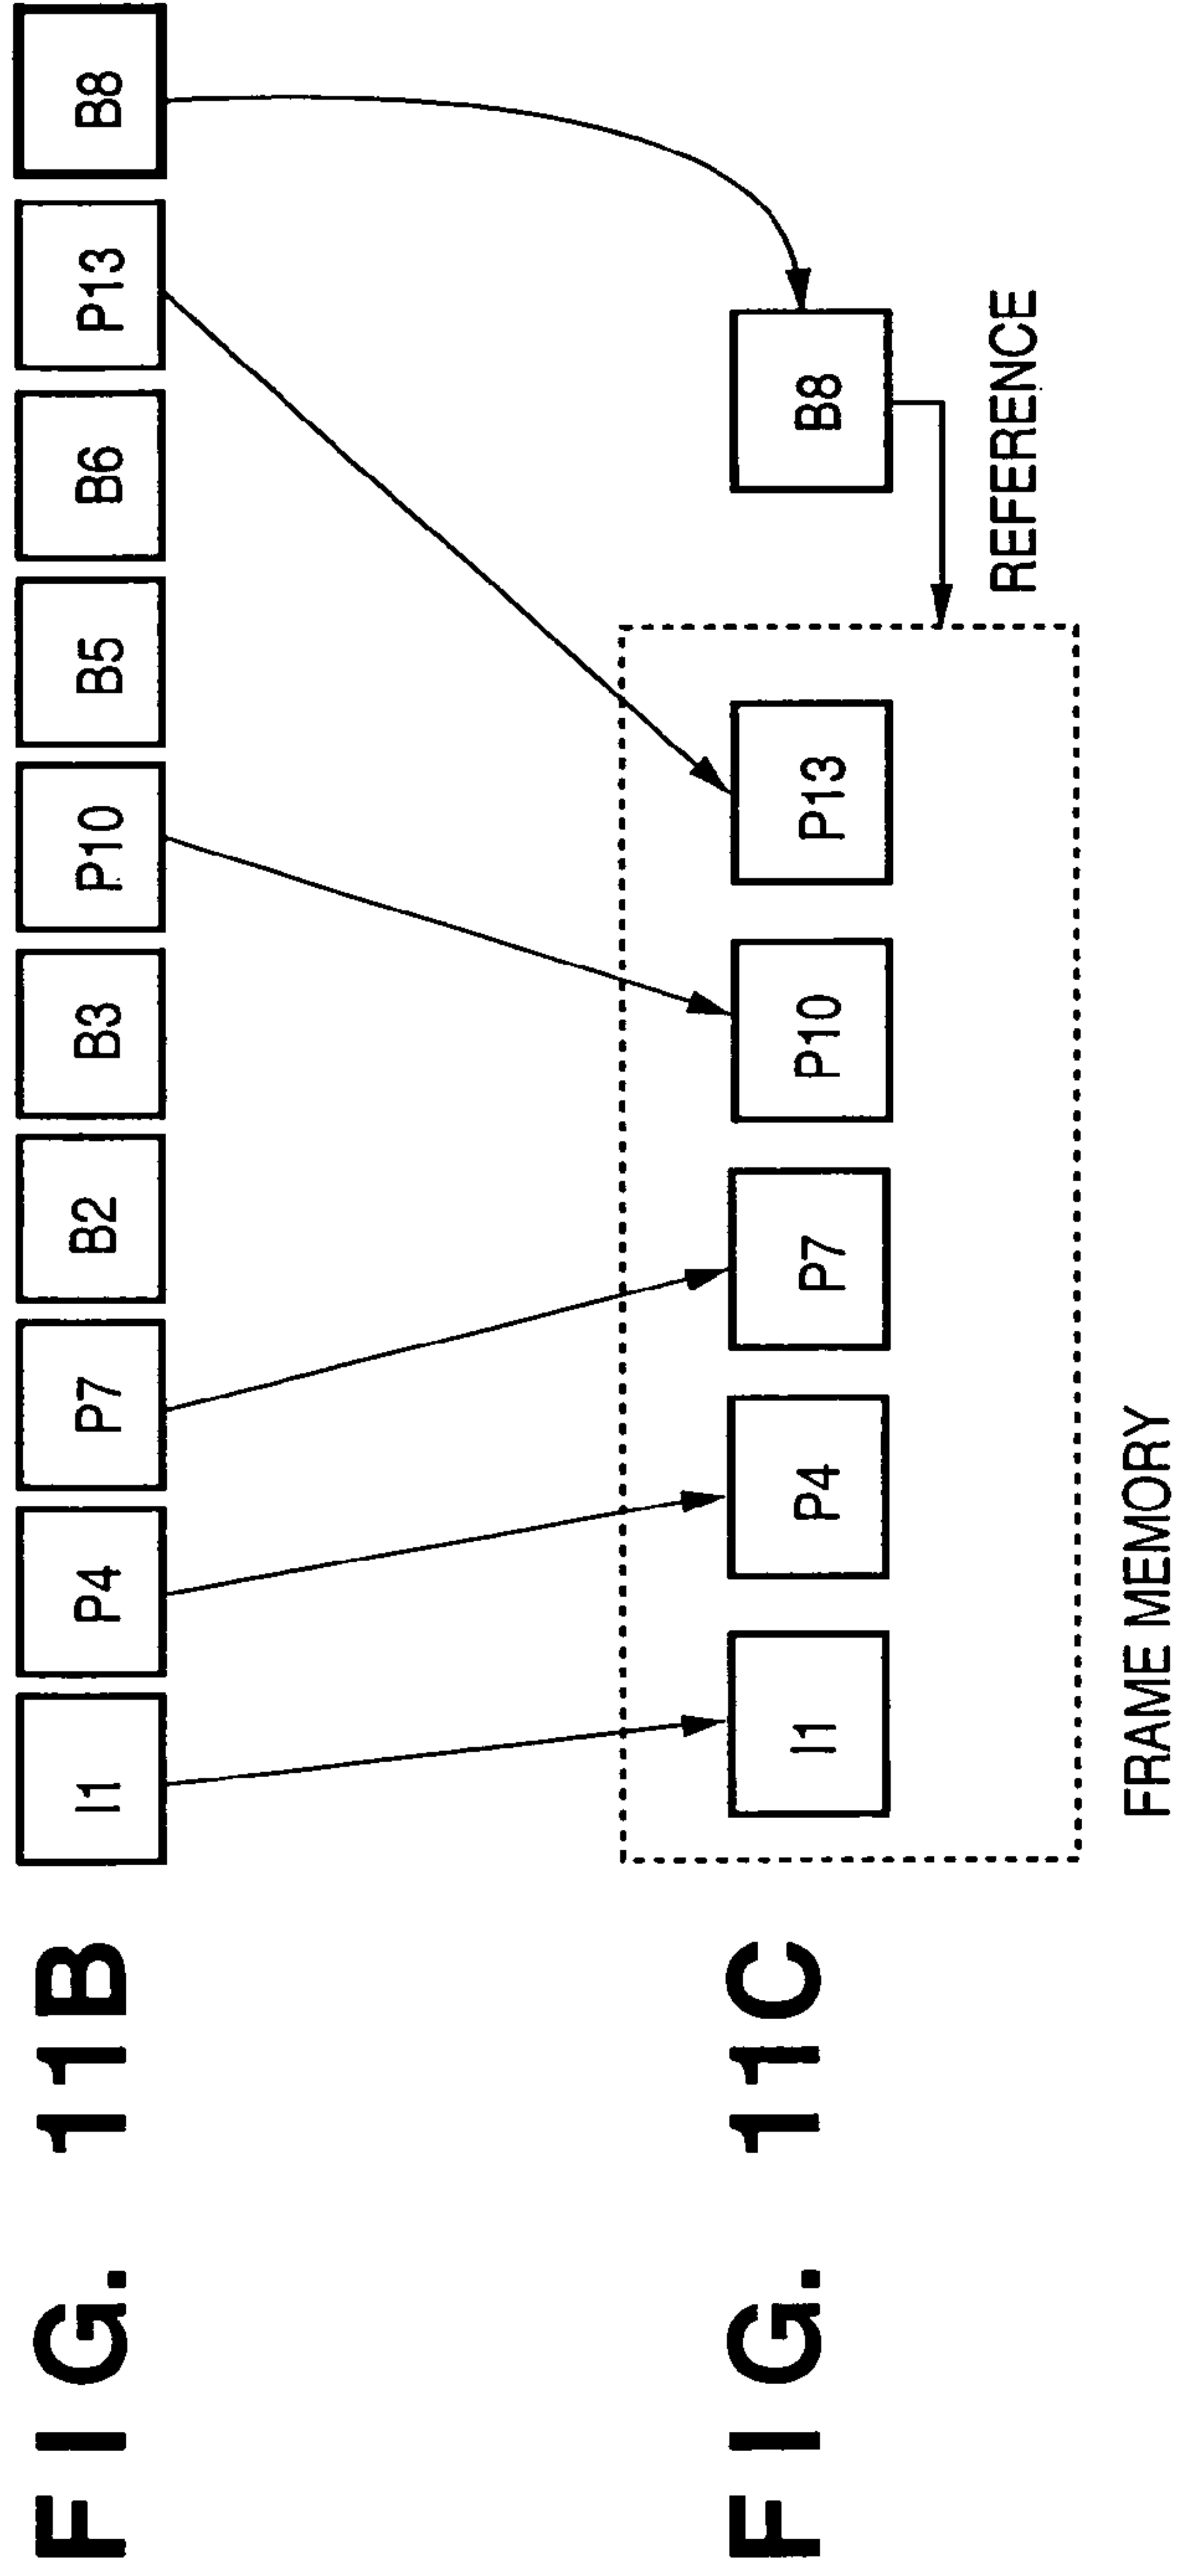 FIG. 11B
I1 P4 P7 B2 B3 P10 B5 B6 P13 B8
FIG. 11C
I1 P4 P7 P10 P13 B8
REFERENCE
FRAME MEMORY